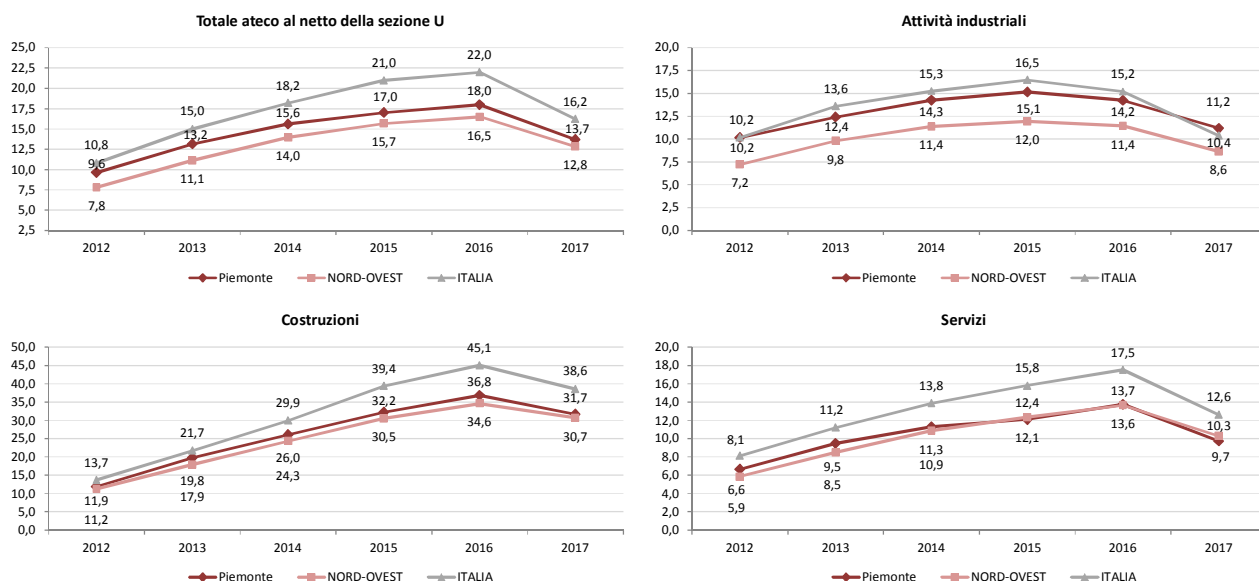 Totale ateco al netto della sezione U
25,0
22,5
20,0
17,5
15,0
12,5
10,0
7,5
5,0
2,5
10,8 15,0 18,2 21,0 22,0 16,2
9,6 13,2 15,6 17,0 18,0 13,7
7,8 11,1 14,0 15,7 16,5 12,8
2012 2013 2014 2015 2016 2017
Piemonte NORD-OVEST ITALIA
Attività industriali
20,0
17,5
15,0
12,5
10,0
7,5
5,0
2,5
0,0
10,2 13,6 15,3 16,5 15,2 11,2
10,2 12,4 14,3 15,1 14,2 10,4
7,2 9,8 11,4 12,0 11,4 8,6
2012 2013 2014 2015 2016 2017
Piemonte NORD-OVEST ITALIA
Costruzioni
50,0
45,0
40,0
35,0
30,0
25,0
20,0
15,0
10,0
5,0
0,0
13,7 21,7 29,9 39,4 45,1 38,6
11,9 19,8 26,0 32,2 36,8 31,7
11,2 17,9 24,3 30,5 34,6 30,7
2012 2013 2014 2015 2016 2017
Piemonte NORD-OVEST ITALIA
Servizi
20,0
18,0
16,0
14,0
12,0
10,0
8,0
6,0
4,0
2,0
0,0
8,1 11,2 13,8 15,8 17,5 12,6
6,6 9,5 11,3 12,4 13,7 10,3
5,9 8,5 10,9 12,1 13,6 9,7
2012 2013 2014 2015 2016 2017
Piemonte NORD-OVEST ITALIA